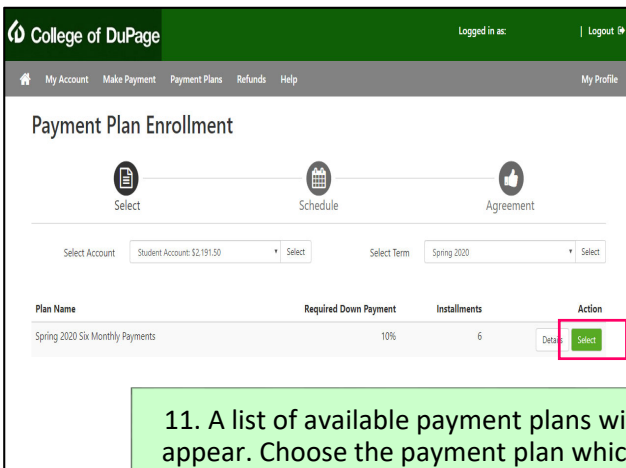 College of DuPage
Logged in as: | Logout
My Account Make Payment Payment Plans Refunds Help My Profile
Payment Plan Enrollment
Select Schedule Agreement
Select Account Student Account: $2,191.50 Select Select Term Spring 2020 Select
Plan Name Required Down Payment Installments Action
Spring 2020 Six Monthly Payments 10% 6 Details Select
11. A list of available payment plans wi
appear. Choose the payment plan whic